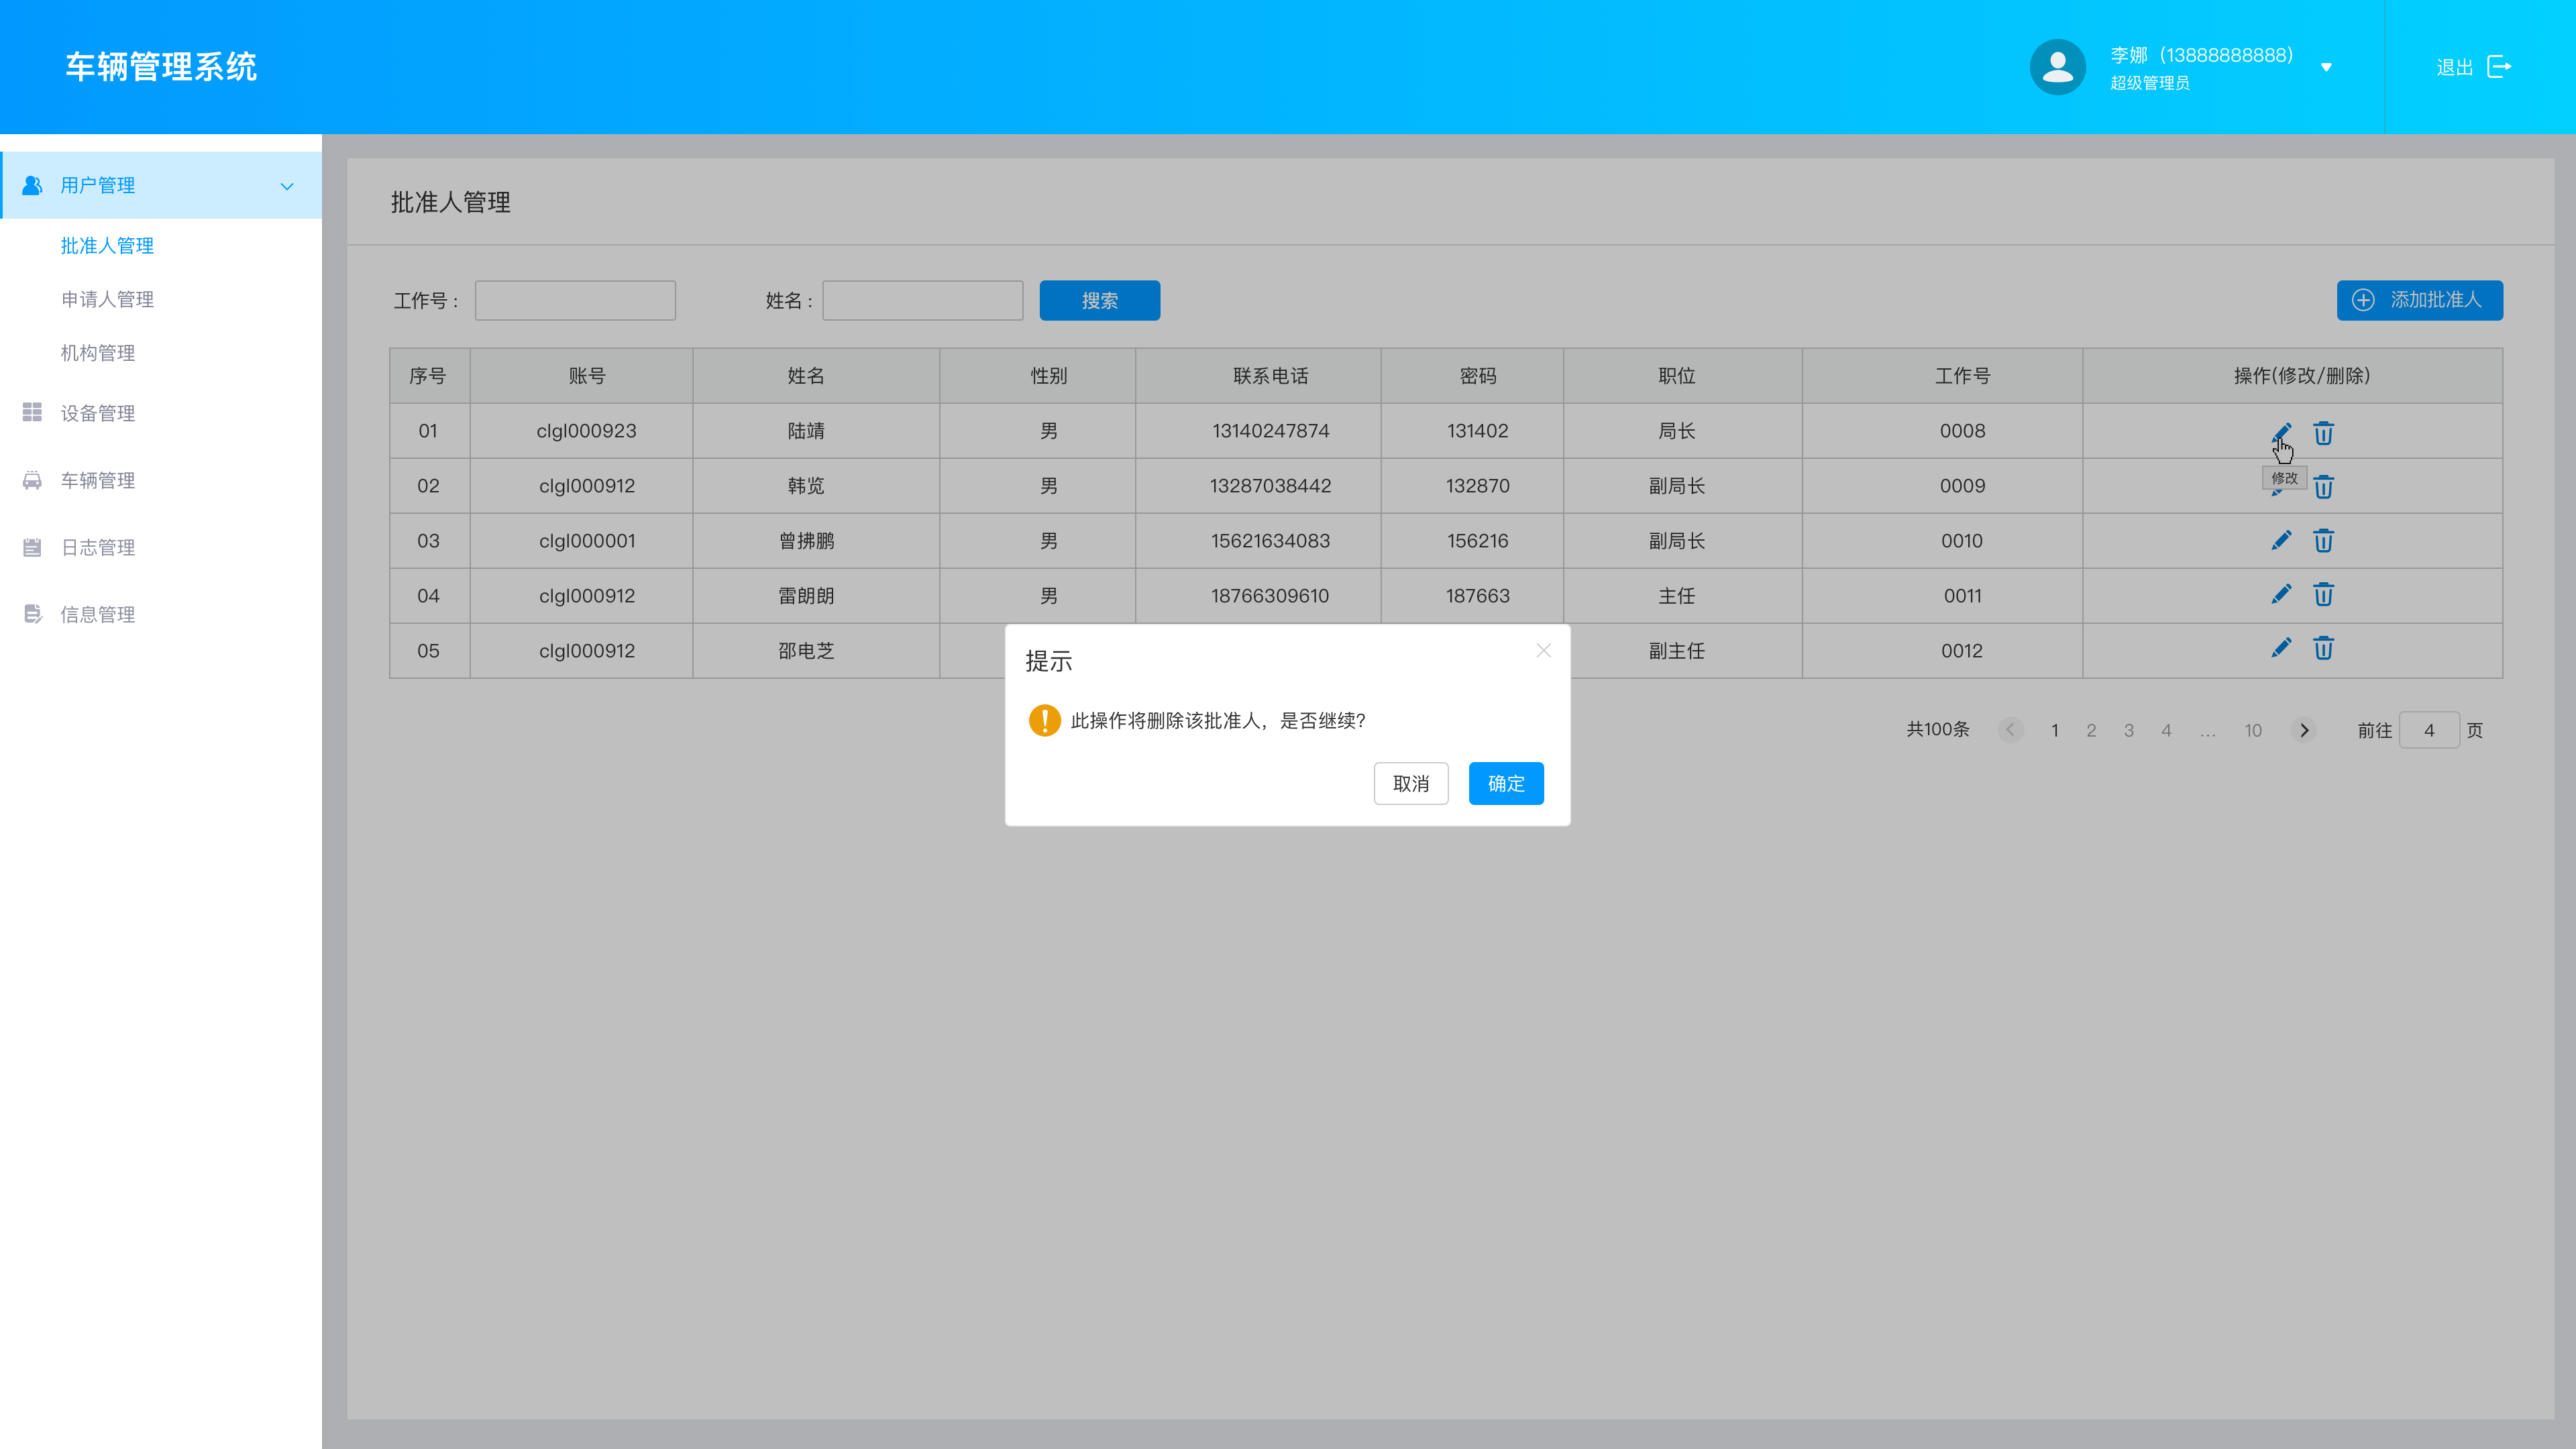 车辆管理系统
李娜（13888888888）
超级管理员
退出
用户管理
批准人管理
申请人管理
机构管理
设备管理
车辆管理
日志管理
信息管理
批准人管理
工作号： 姓名： 搜索 添加批准人
序号 账号 姓名 性别 联系电话 密码 职位 工作号 操作(修改/删除)
01 clgl000923 陆靖 男 13140247874 131402 局长 0008
修改
02 clgl000912 韩览 男 13287038442 132870 副局长 0009
03 clgl000001 曾拂鹏 男 15621634083 156216 副局长 0010
04 clgl000912 雷朗朗 男 18766309610 187663 主任 0011
05 clgl000912 邵电芝 副主任 0012
提示
此操作将删除该批准人，是否继续？
取消 确定
共100条 1 2 3 4 ... 10 前往 4 页